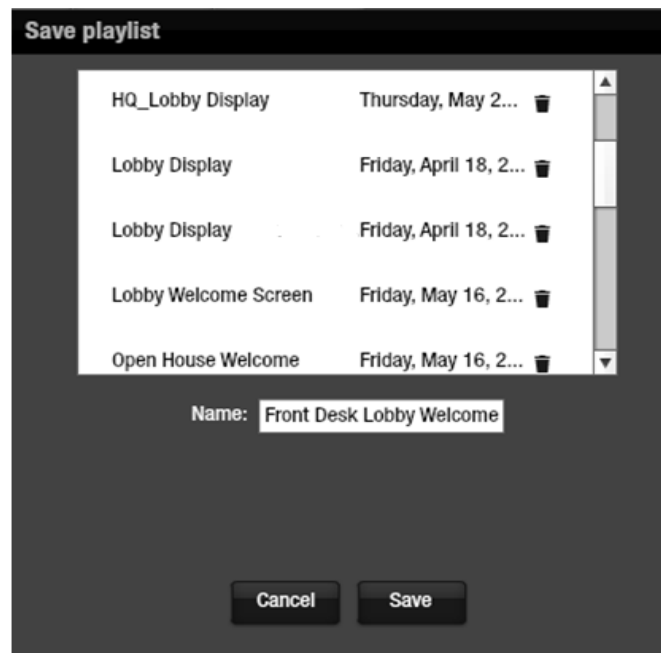 Save playlist
HQ_Lobby Display Thursday, May 2...
Lobby Display Friday, April 18, 2...
Lobby Display Friday, April 18, 2...
Lobby Welcome Screen Friday, May 16, 2...
Open House Welcome Friday, May 16, 2...
Name: Front Desk Lobby Welcome
Cancel Save